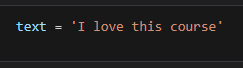 text = 'I love this course'